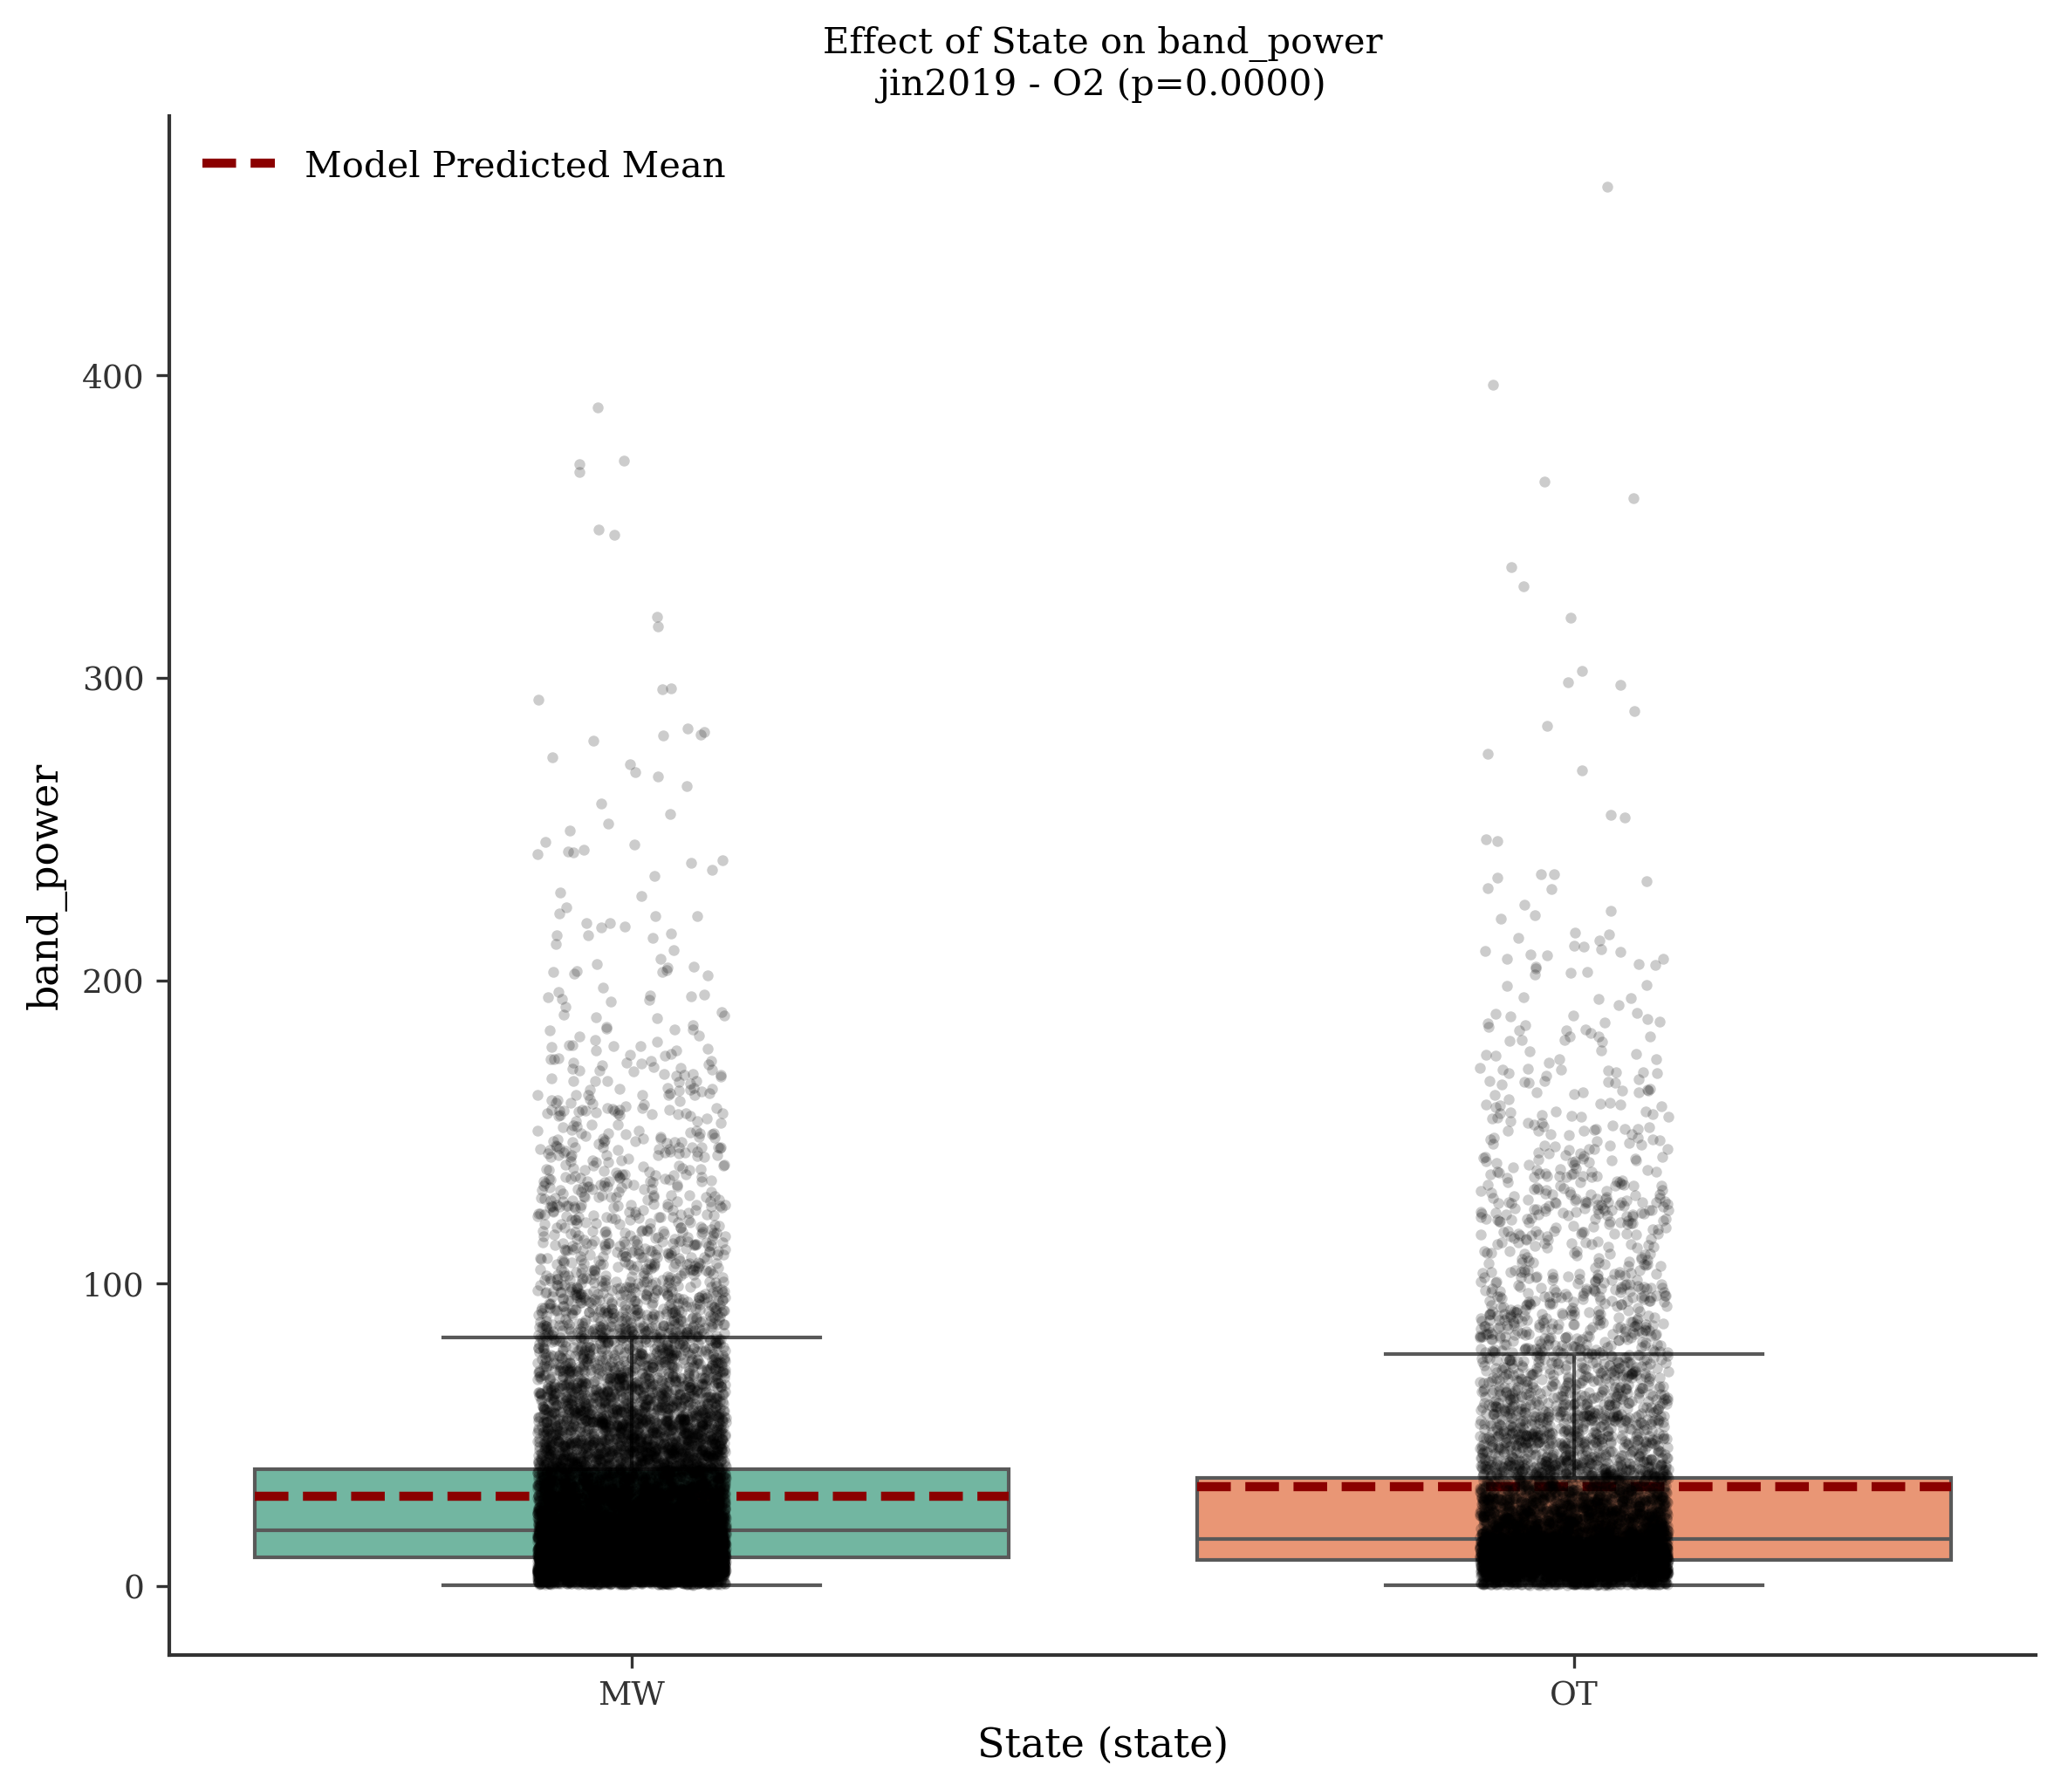 Effect of State on band_power
jin2019 - O2 (p=0.0000)
Model Predicted Mean
band_power
400
300
200
100
0
MW
OT
State (state)